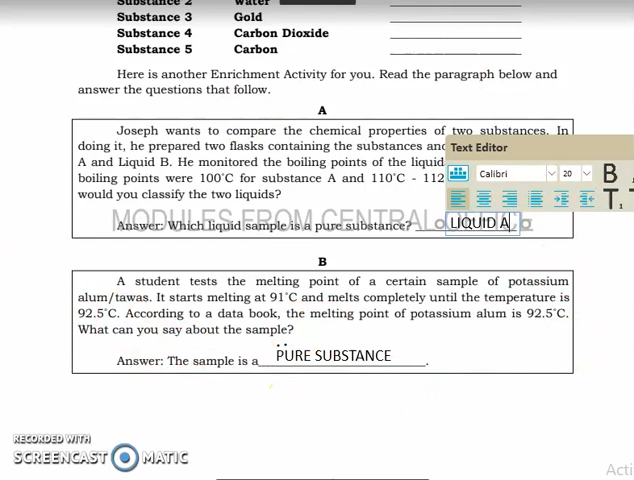 Substance 2 Water
Substance 3 Gold
Substance 4 Carbon Dioxide
Substance 5 Carbon
Here is another Enrichment Activity for you. Read the paragraph below and
answer the questions that follow.
A
Joseph wants to compare the chemical properties of two substances. In
doing it, he prepared two flasks containing the substances and
A and Liquid B. He monitored the boiling points of the liquid
boiling points were 100°C for substance A and 110°C - 112
would you classify the two liquids?
Text Editor
Calibri 20 B
T
MODULES FROM CENTRAL
Answer: Which liquid sample is a pure substance? LIQUID A
B
A student tests the melting point of a certain sample of potassium
alum/tawas. It starts melting at 91°C and melts completely until the temperature is
92.5°C. According to a data book, the melting point of potassium alum is 92.5°C.
What can you say about the sample?
Answer: The sample is a PURE SUBSTANCE.
RECORDED WITH
SCREENCAST MATIC
Acti